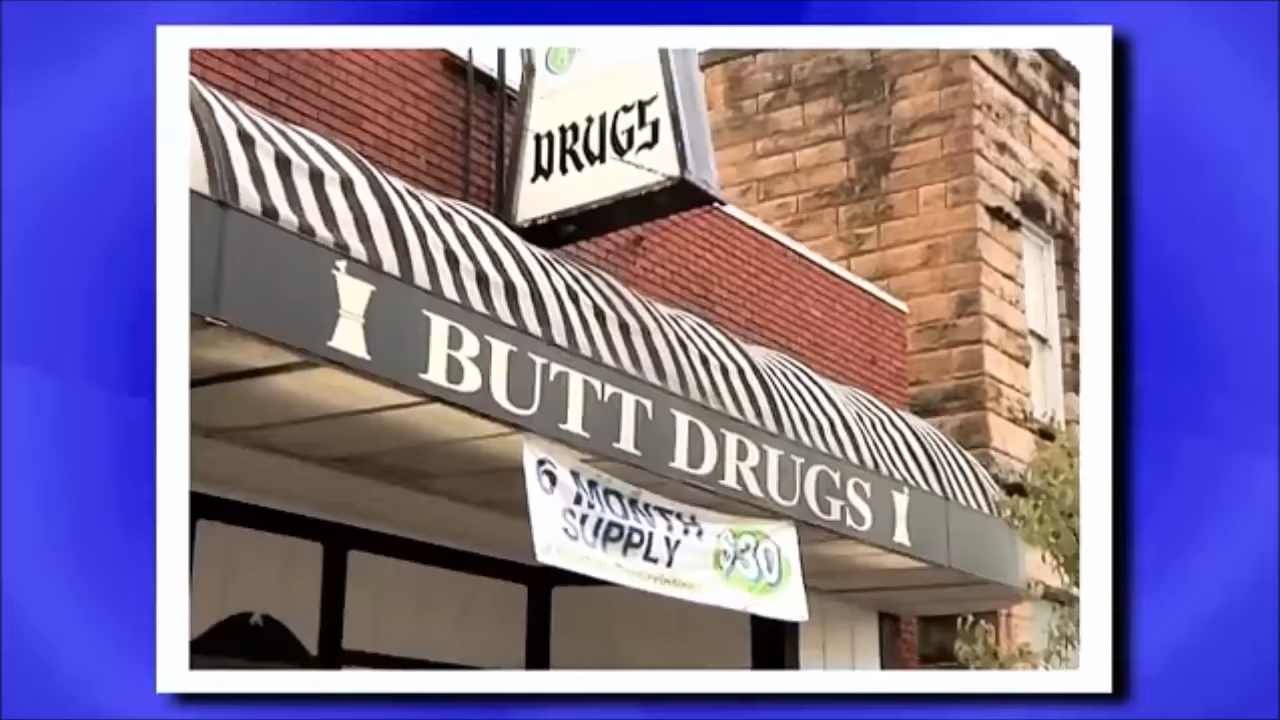 DRUGS
BUTT DRUGS
6 MONTH
SUPPLY
$30